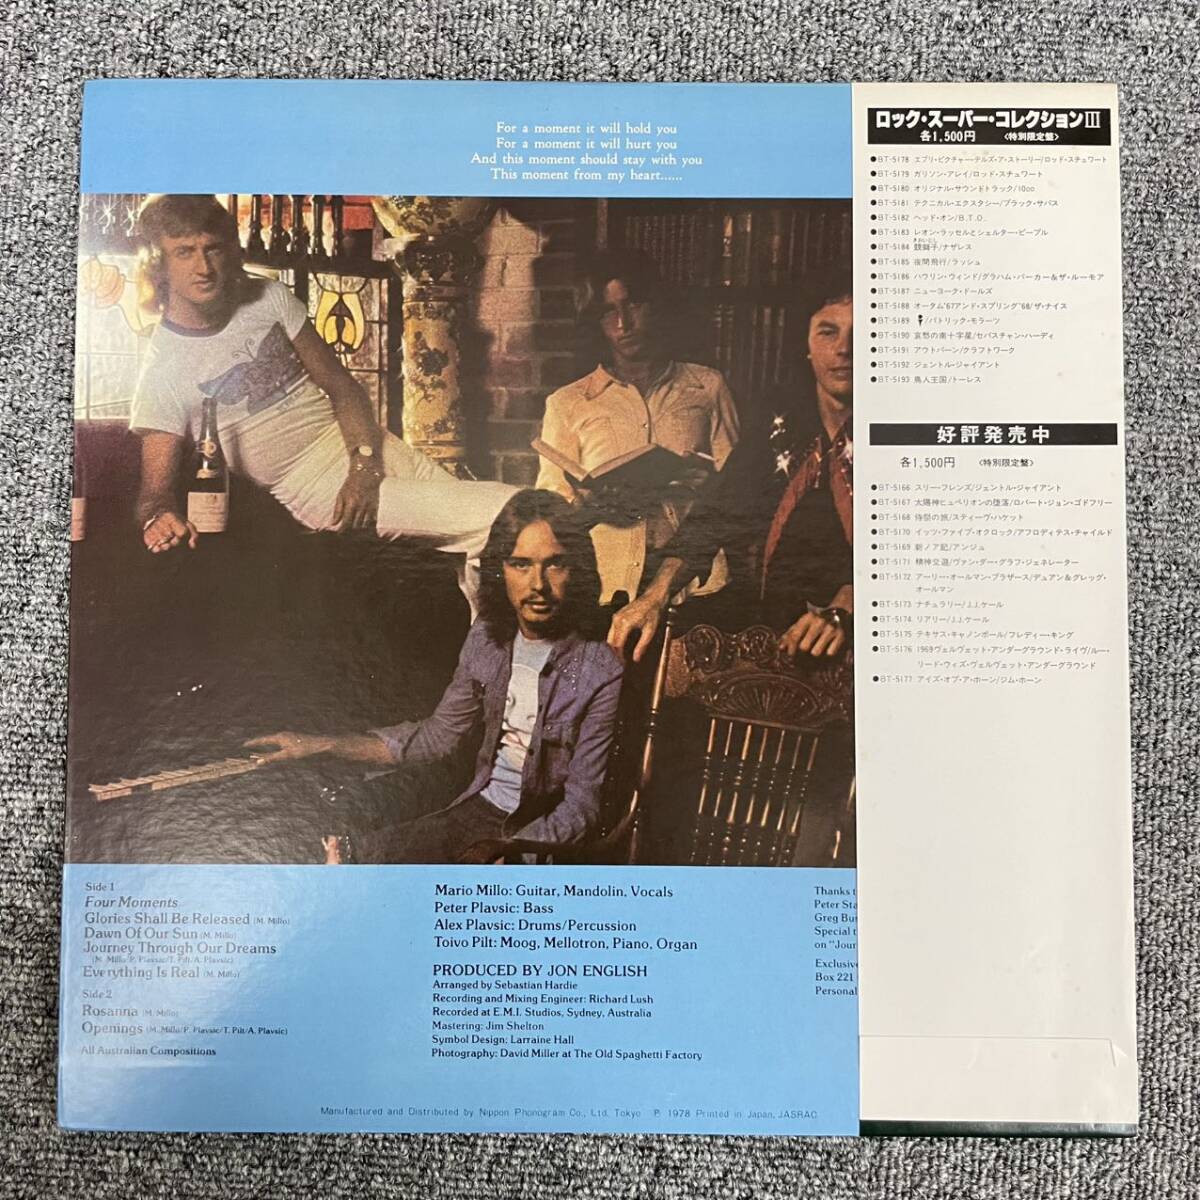 For a moment it will hold you
For a moment it will hurt you
And this moment should stay with you
This moment from my heart......
Side 1
Four Moments
Glories Shall Be Released (M. Millo)
Dawn Of Our Sun (M. Millo)
Journey Through Our Dreams
(M. Millo/P. Plavsic/T. Pilt/A. Plavsic)
Everything Is Real (M. Millo)
Side 2
Rosanna (M. Millo)
Openings (M. Millo/P. Plavsic/T. Pilt/A. Plavsic)
All Australian Compositions
Mario Millo: Guitar, Mandolin, Vocals
Peter Plavsic: Bass
Alex Plavsic: Drums/Percussion
Toivo Pilt: Moog, Mellotron, Piano, Organ
PRODUCED BY JON ENGLISH
Arranged by Sebastian Hardie
Recording and Mixing Engineer: Richard Lush
Recorded at E.M.I. Studios, Sydney, Australia
Mastering: Jim Shelton
Symbol Design: Larraine Hall
Photography: David Miller at The Old Spaghetti Factory
Thanks t
Peter Sta
Greg Bus
Special t
on "Jour
Exclusive
Box 221
Personal
Manufactured and Distributed by Nippon Phonogram Co., Ltd. Tokyo ℗ 1978 Printed in Japan, JASRAC
ロック・スーパー・コレクションIII
各1,500円 〈特別限定盤〉
●BT-5178 エブリ・ピクチャー・テルズ・ア・ストーリー/ロッド・スチュワート
●BT-5179 ガソリン・アレイ/ロッド・スチュワート
●BT-5180 オリジナル・サウンドトラック/10cc
●BT-5181 テクニカル・エクスタシー/ブラック・サバス
●BT-5182 ヘッド・オン/B.T.O.
●BT-5183 レオン・ラッセルとシェルター・ピープル
●BT-5184 競獅子/ナザレス
●BT-5185 夜間飛行/ラッシュ
●BT-5186 ハウリン・ウィンド/グラハム・パーカー&ザ・ルーモア
●BT-5187 ニューヨーク・ドールズ
●BT-5188 オータム'67アンド・スプリング'68/ザ・ナイス
●BT-5189 /パトリック・モラーツ
●BT-5190 哀愁の南十字星/セバスチャン・ハーディ
●BT-5191 アウトバーン/クラフトワーク
●BT-5192 ジェントル・ジャイアント
●BT-5193 鳥人王国/トーレス
好評発売中
各1,500円 〈特別限定盤〉
●BT-5166 スリー・フレンズ/ジェントル・ジャイアント
●BT-5167 太陽神ヒュペリオンの堕落/ロバート・ジョン・ゴドフリー
●BT-5168 侍祭の旅/スティーヴ・ハケット
●BT-5170 イッツ・ファイブ・オクロック/アフロディテス・チャイルド
●BT-5169 新ノア記/アンジュ
●BT-5171 精神交遊/ヴァン・ダー・グラフ・ジェネレーター
●BT-5172 アーリー・オールマン・ブラザース/デュアン&グレッグ・
オールマン
●BT-5173 ナチュラリー/J.J.ケール
●BT-5174 リアリー/J.J.ケール
●BT-5175 テキサス・キャノンボール/フレディー・キング
●BT-5176 1969ヴェルヴェット・アンダーグラウンド・ライヴ/ルー・
リード・ウィズ・ヴェルヴェット・アンダーグラウンド
●BT-5177 アイズ・オブ・ア・ホーン/ジム・ホーン